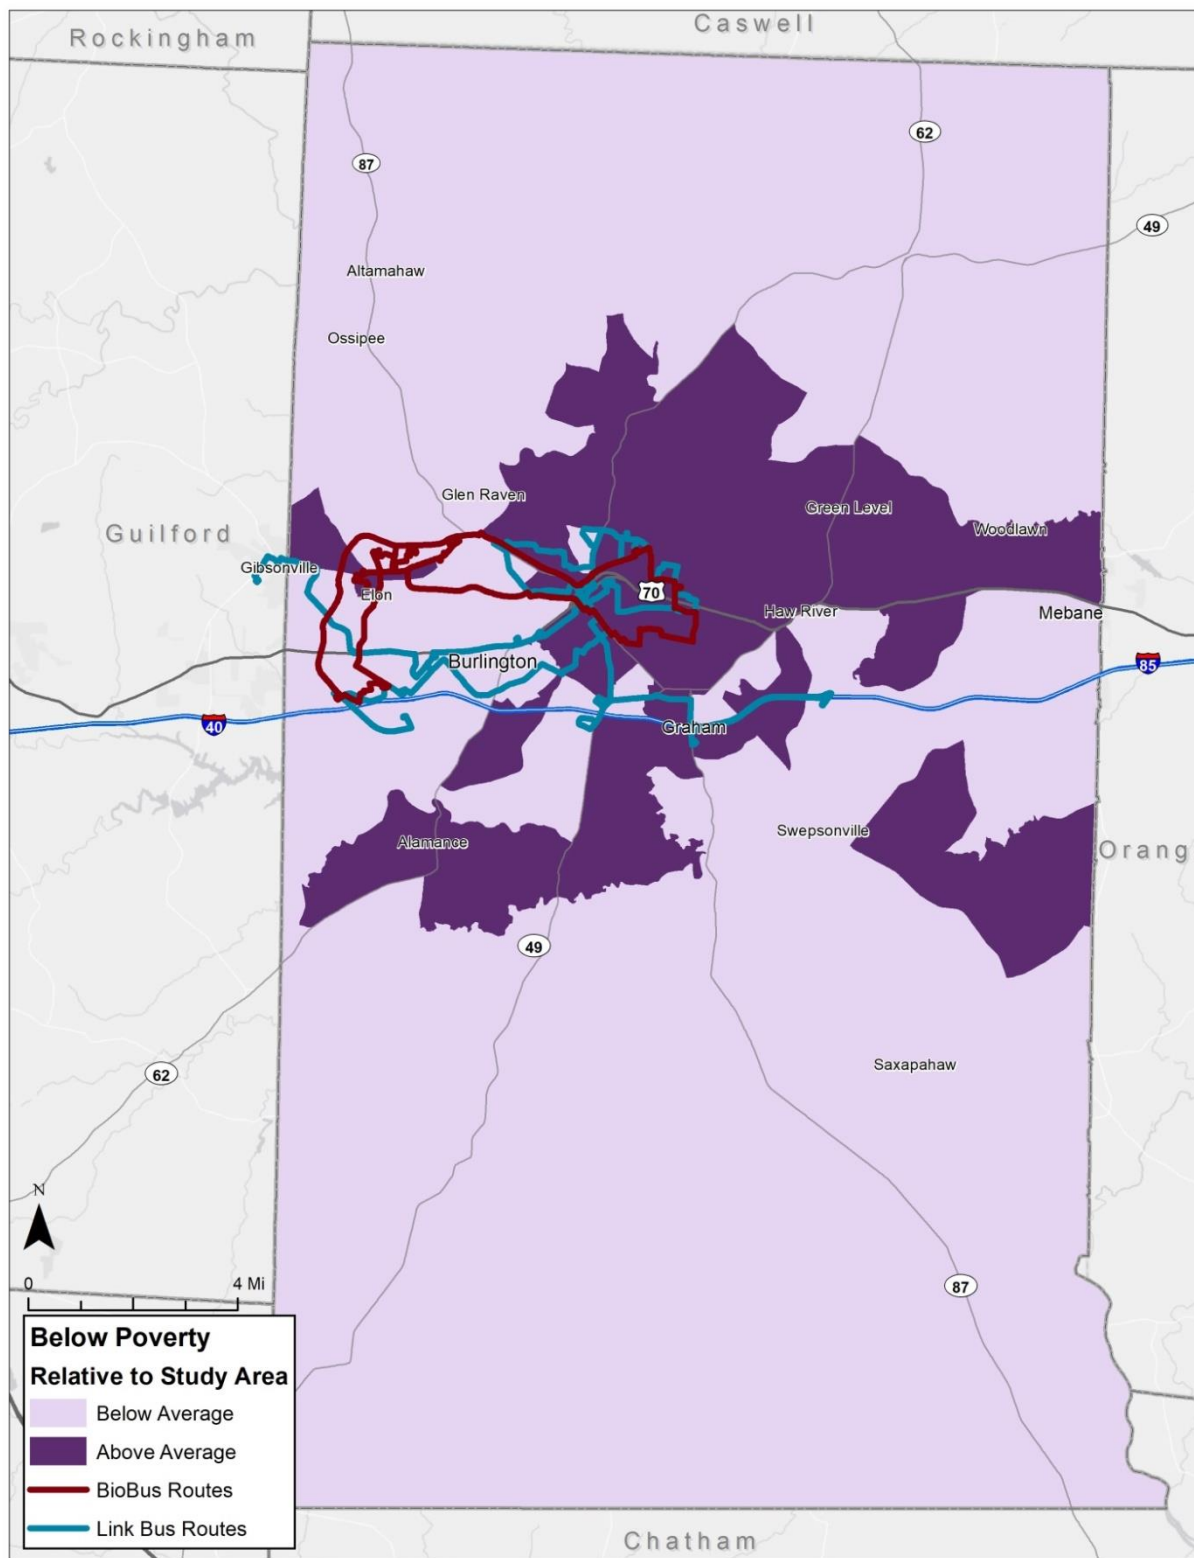 Caswell
Rockingham
62
87
49
Altamahaw
Ossipee
Glen Raven
Green Level
Woodlawn
Guilford
Gibsonville
Elon
70
Haw River
Mebane
Burlington
85
40
Graham
Swepsonville
Alamance
Orang
49
Saxapahaw
62
N
0
4 Mi
87
Below Poverty
Relative to Study Area
Below Average
Above Average
BioBus Routes
Link Bus Routes
Chatham